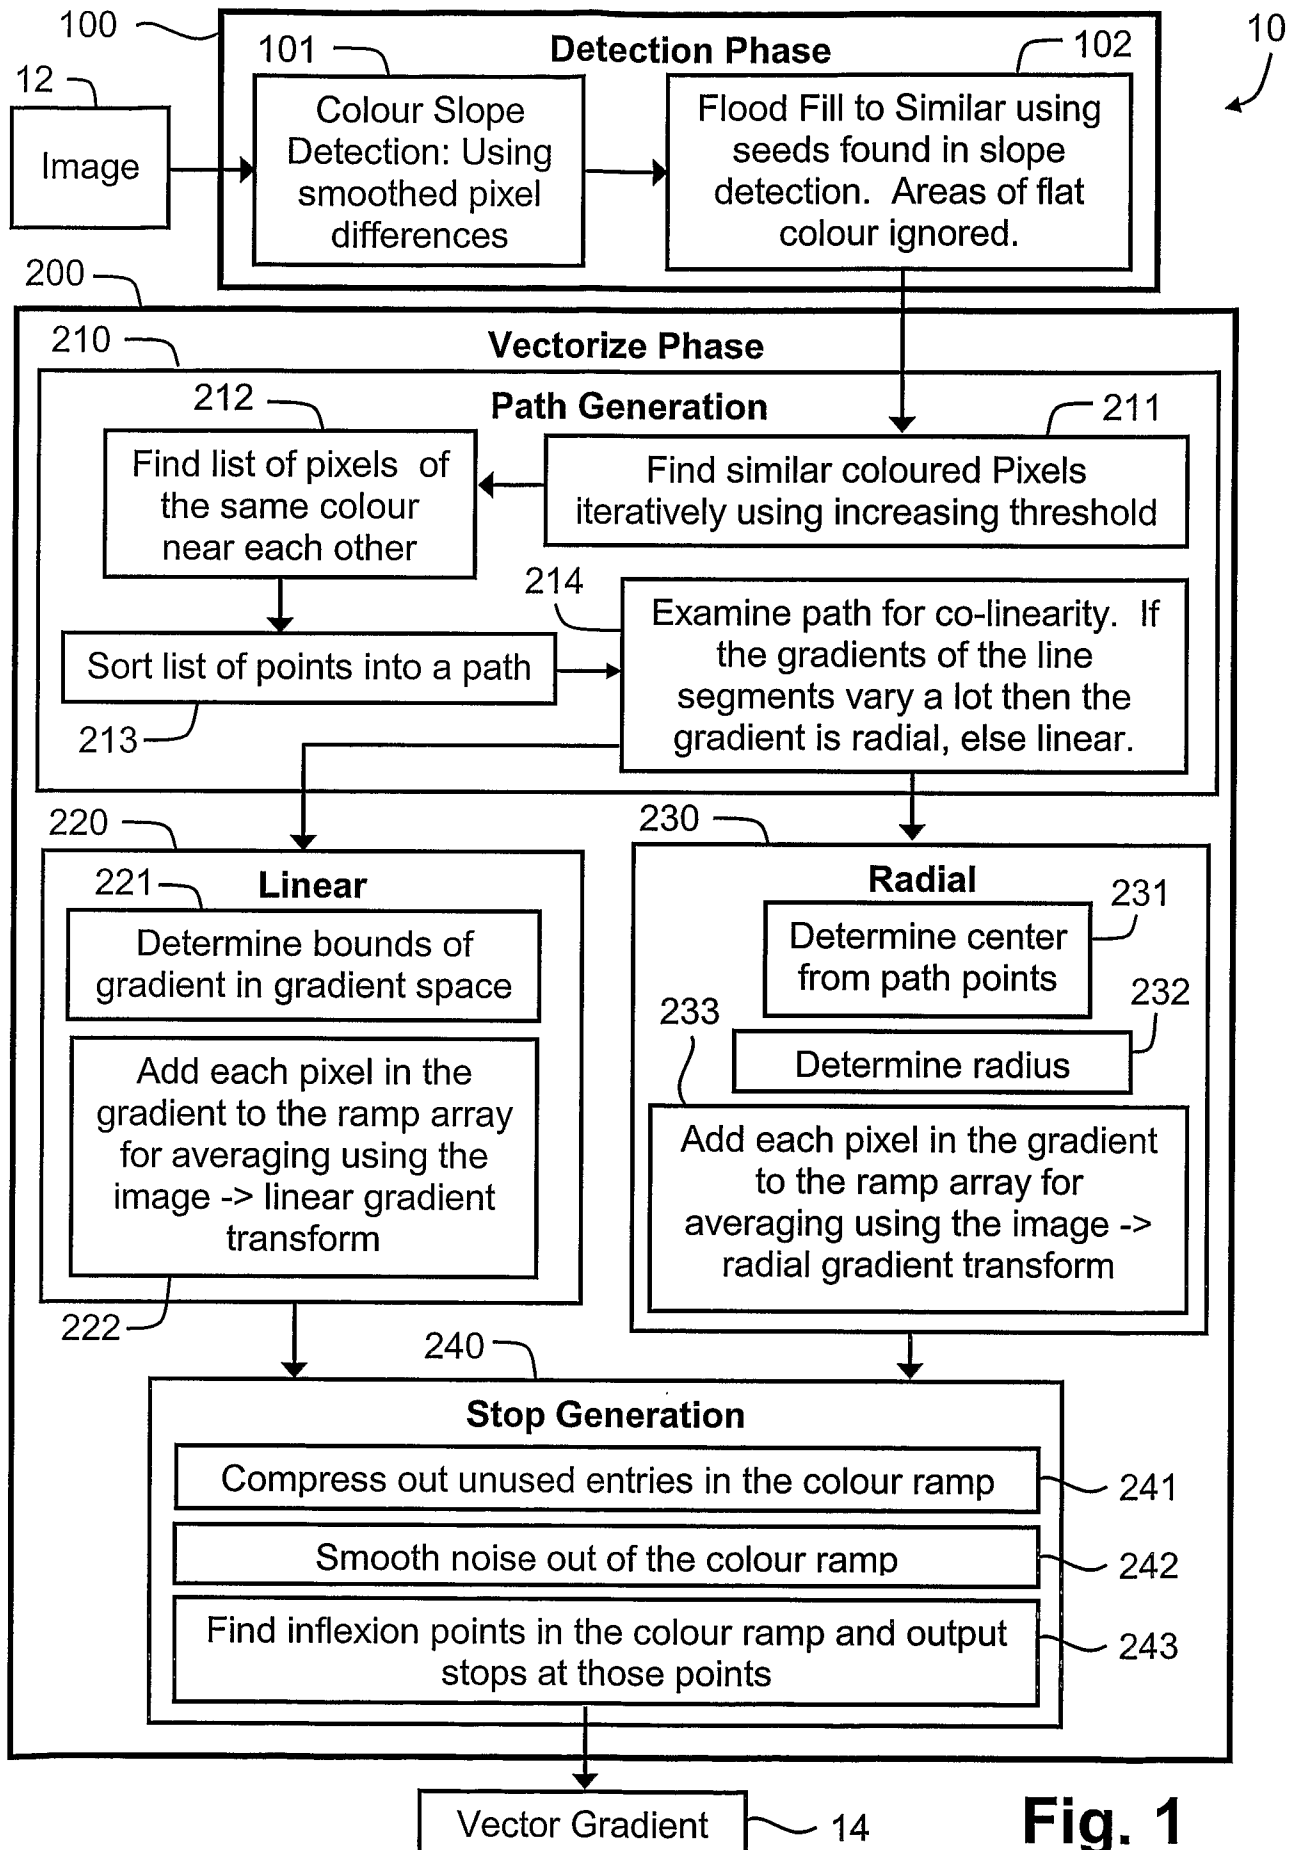 100
Detection Phase
10
101
102
12
Image
Colour Slope
Detection: Using
smoothed pixel
differences
Flood Fill to Similar using
seeds found in slope
detection. Areas of flat
colour ignored.
200
Vectorize Phase
210
Path Generation
212
211
Find list of pixels of
the same colour
near each other
Find similar coloured Pixels
iteratively using increasing threshold
214
Sort list of points into a path
213
Examine path for co-linearity. If
the gradients of the line
segments vary a lot then the
gradient is radial, else linear.
220
Linear
221
Determine bounds of
gradient in gradient space
Add each pixel in the
gradient to the ramp array
for averaging using the
image -> linear gradient
transform
222
230
Radial
231
Determine center
from path points
232
Determine radius
233
Add each pixel in the gradient
to the ramp array for
averaging using the image ->
radial gradient transform
240
Stop Generation
Compress out unused entries in the colour ramp
241
Smooth noise out of the colour ramp
242
Find inflexion points in the colour ramp and output
stops at those points
243
Vector Gradient
14
Fig. 1